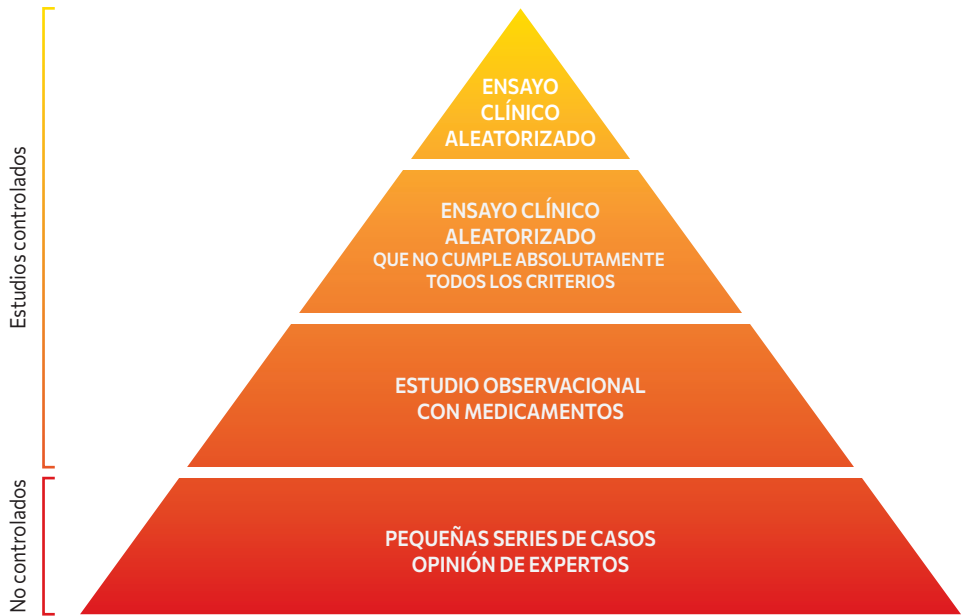 ENSAYO
CLÍNICO
ALEATORIZADO
ENSAYO CLÍNICO
ALEATORIZADO
QUE NO CUMPLE ABSOLUTAMENTE
TODOS LOS CRITERIOS
ESTUDIO OBSERVACIONAL
CON MEDICAMENTOS
PEQUEÑAS SERIES DE CASOS
OPINIÓN DE EXPERTOS
Estudios controlados
No controlados